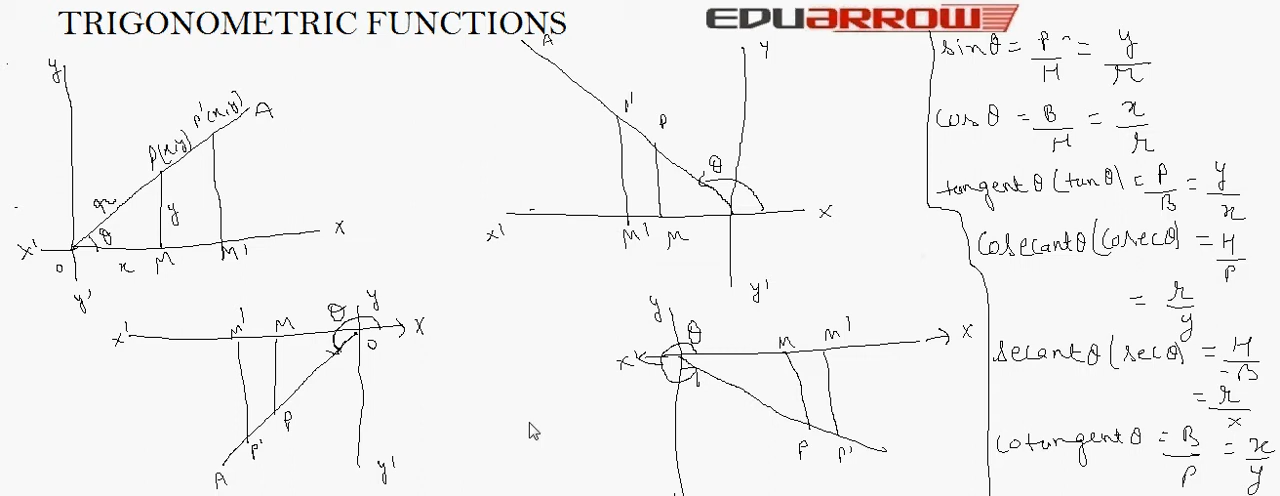 TRIGONOMETRIC FUNCTIONS
EDUARROW
y
P'(x,y)
A
P(x,y)
r
θ
y
x' O x M M' x
y'
A
y
M'
P
θ
x' M' M x
y'
θ y
x' M' M O x
P
P'
A
y'
y
θ
x' M M' x
P P'
sinθ = P/H = y/r
cosθ = B/H = x/r
tangentθ (tanθ) = P/B = y/x
cosecantθ (cosecθ) = H/P
= r/y
secantθ (secθ) = H/B
= r/x
cotangentθ = B/P = x/y